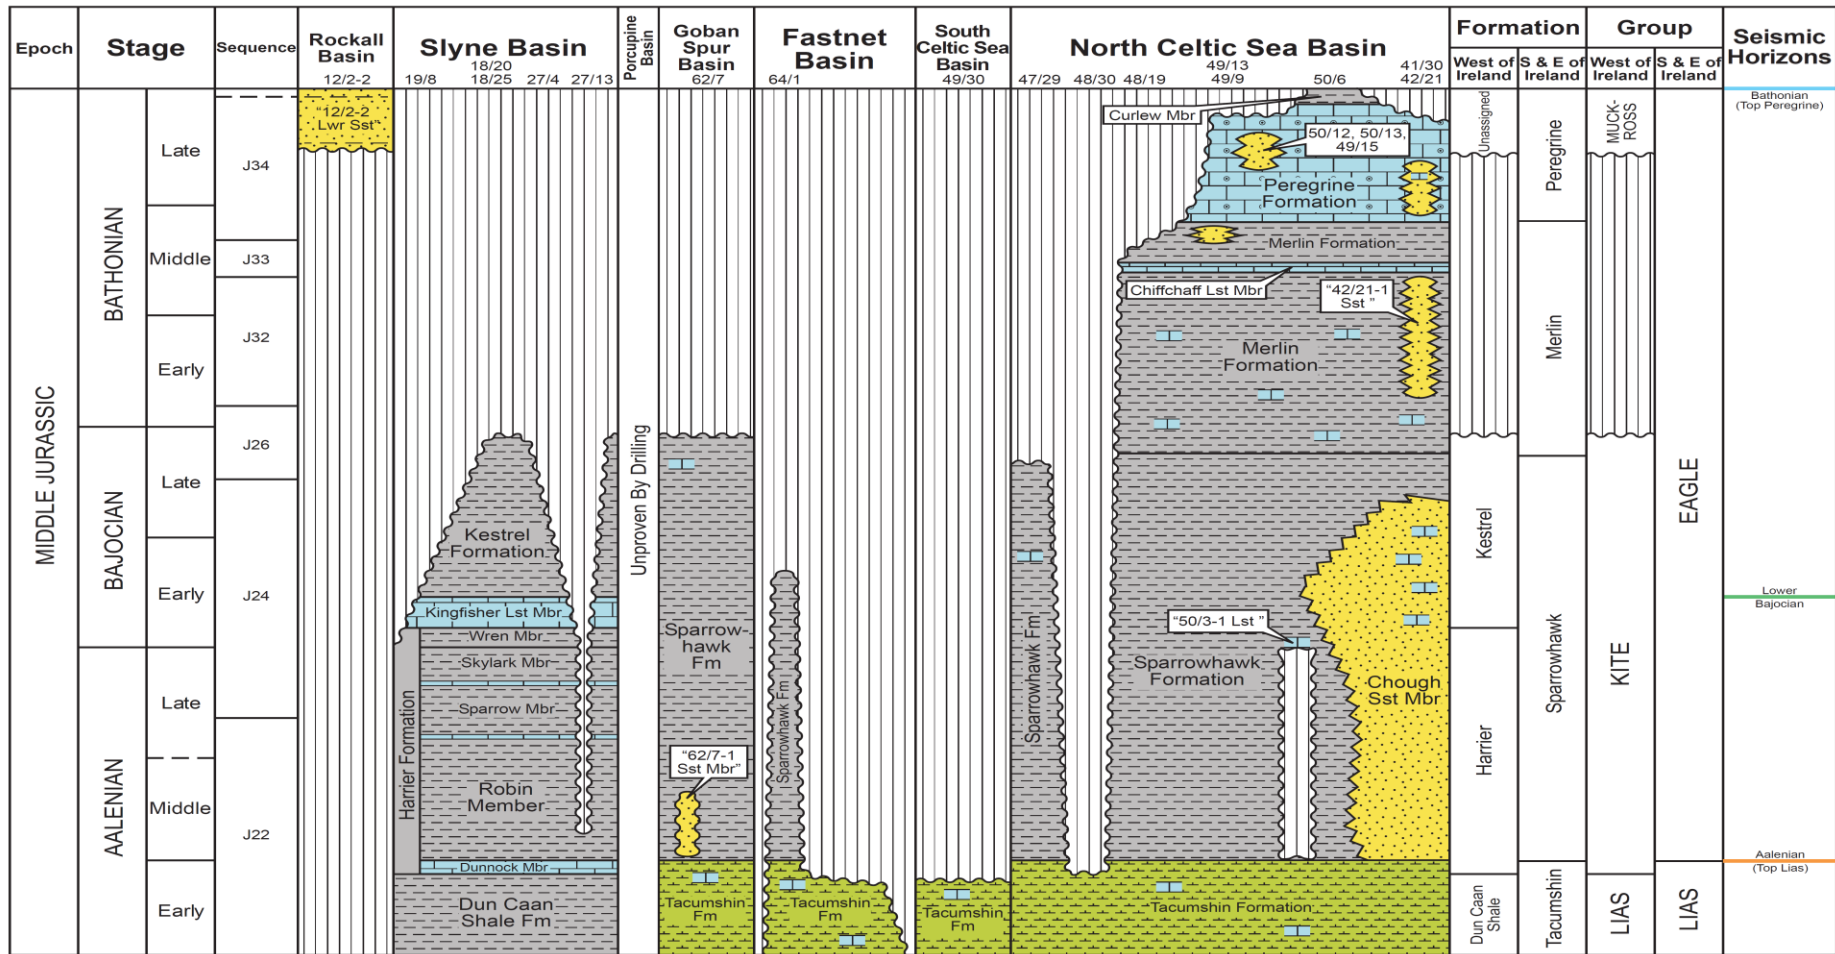 Epoch
Stage
Sequence
Rockall
Basin
12/2-2
Slyne Basin
18/20
19/8
18/25
27/4
27/13
Porcupine
Basin
Goban
Spur
Basin
62/7
Fastnet
Basin
64/1
South
Celtic Sea
Basin
49/30
North Celtic Sea Basin
47/29
48/30
48/19
49/13
49/9
50/6
41/30
42/21
Formation
West of
Ireland
S & E of
Ireland
Group
West of
Ireland
S & E of
Ireland
Seismic
Horizons
MIDDLE JURASSIC
BATHONIAN
BAJOCIAN
AALENIAN
Late
Middle
Early
Late
Early
Late
Middle
Early
J34
J33
J32
J26
J24
J22
"12/2-2
Lwr Sst"
Kestrel
Formation
Kingfisher Lst Mbr
Wren Mbr
Skylark Mbr
Sparrow Mbr
Robin
Member
Dunnock Mbr
Harrier Formation
Dun Caan
Shale Fm
Unproven By Drilling
Sparrow-
hawk
Fm
"62/7-1
Sst Mbr"
Tacumshin
Fm
Sparrowhawk Fm
Tacumshin
Fm
Tacumshin
Fm
Sparrowhawk Fm
Curlew Mbr
50/12, 50/13,
49/15
Peregrine
Formation
Merlin Formation
Chiffchaff Lst Mbr
"42/21-1
Sst "
Merlin
Formation
"50/3-1 Lst "
Sparrowhawk
Formation
Chough
Sst Mbr
Tacumshin Formation
Unassigned
Kestrel
Harrier
Dun Caan
Shale
Peregrine
Merlin
Sparrowhawk
Tacumshin
MUCK-
ROSS
KITE
LIAS
EAGLE
LIAS
Bathonian
(Top Peregrine)
Lower
Bajocian
Aalenian
(Top Lias)